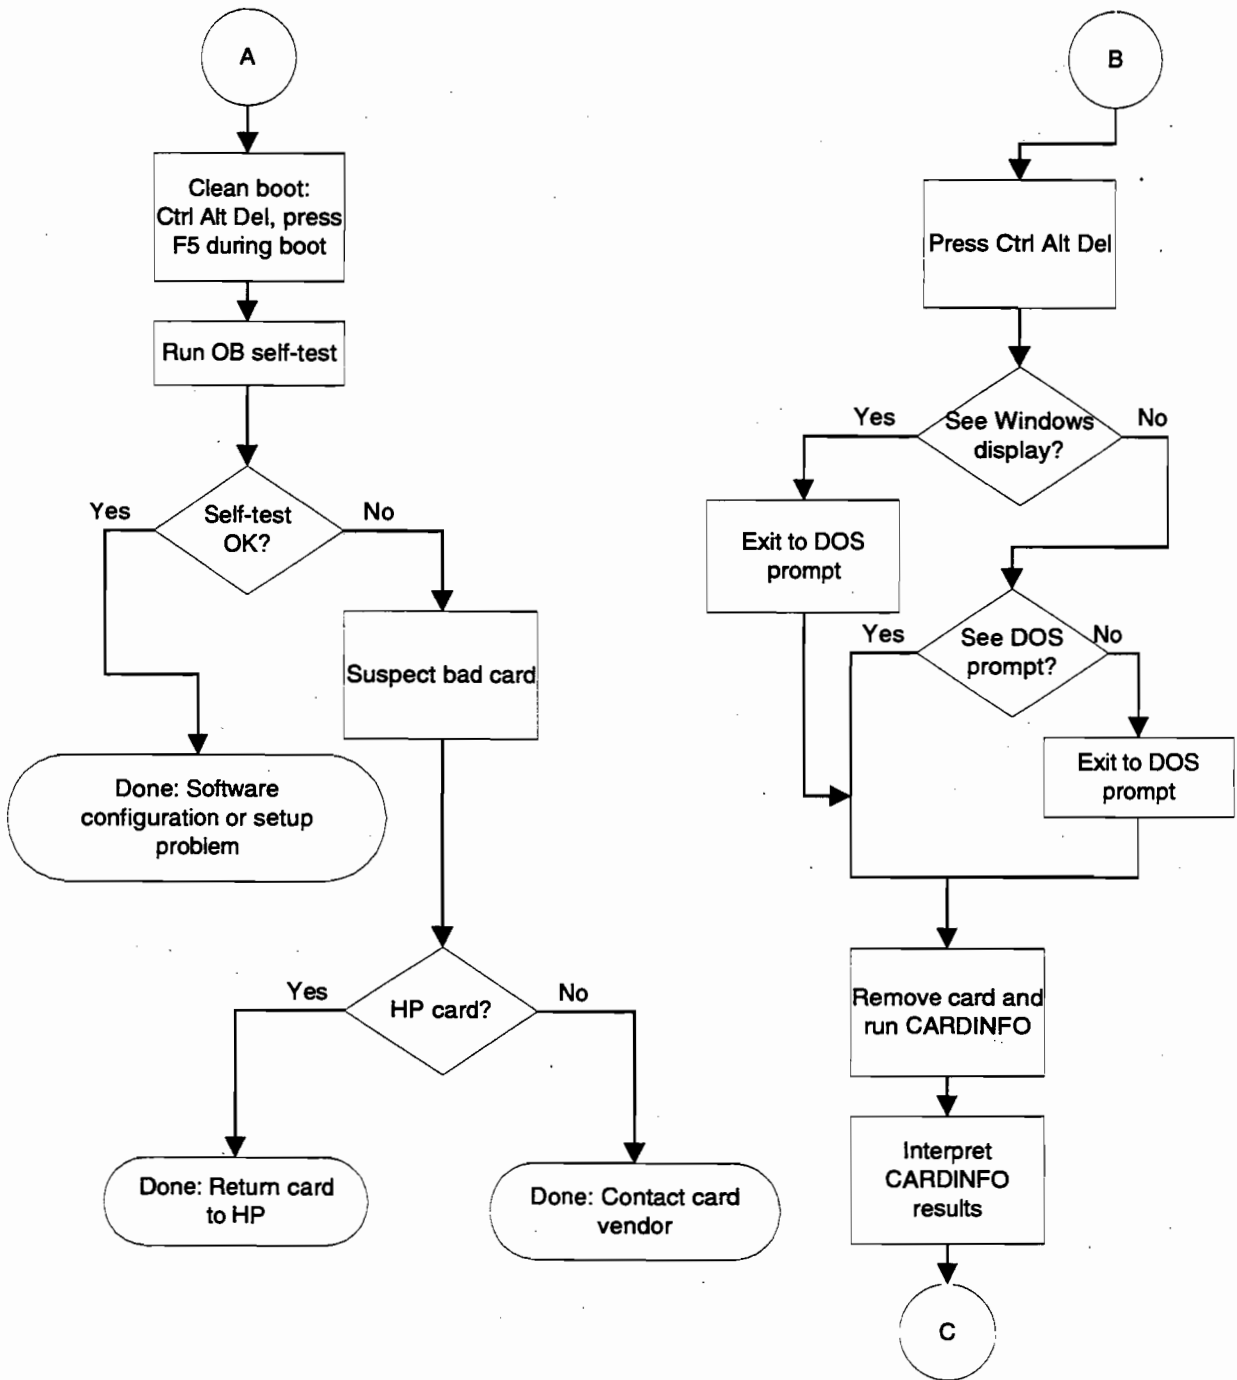 A
Clean boot:
Ctrl Alt Del, press
F5 during boot
Run OB self-test
Yes
Self-test
OK?
No
Suspect bad card
Done: Software
configuration or setup
problem
Yes
HP card?
No
Done: Return card
to HP
Done: Contact card
vendor
B
Press Ctrl Alt Del
Yes
See Windows
display?
No
Exit to DOS
prompt
Yes
See DOS
prompt?
No
Exit to DOS
prompt
Remove card and
run CARDINFO
Interpret
CARDINFO
results
C